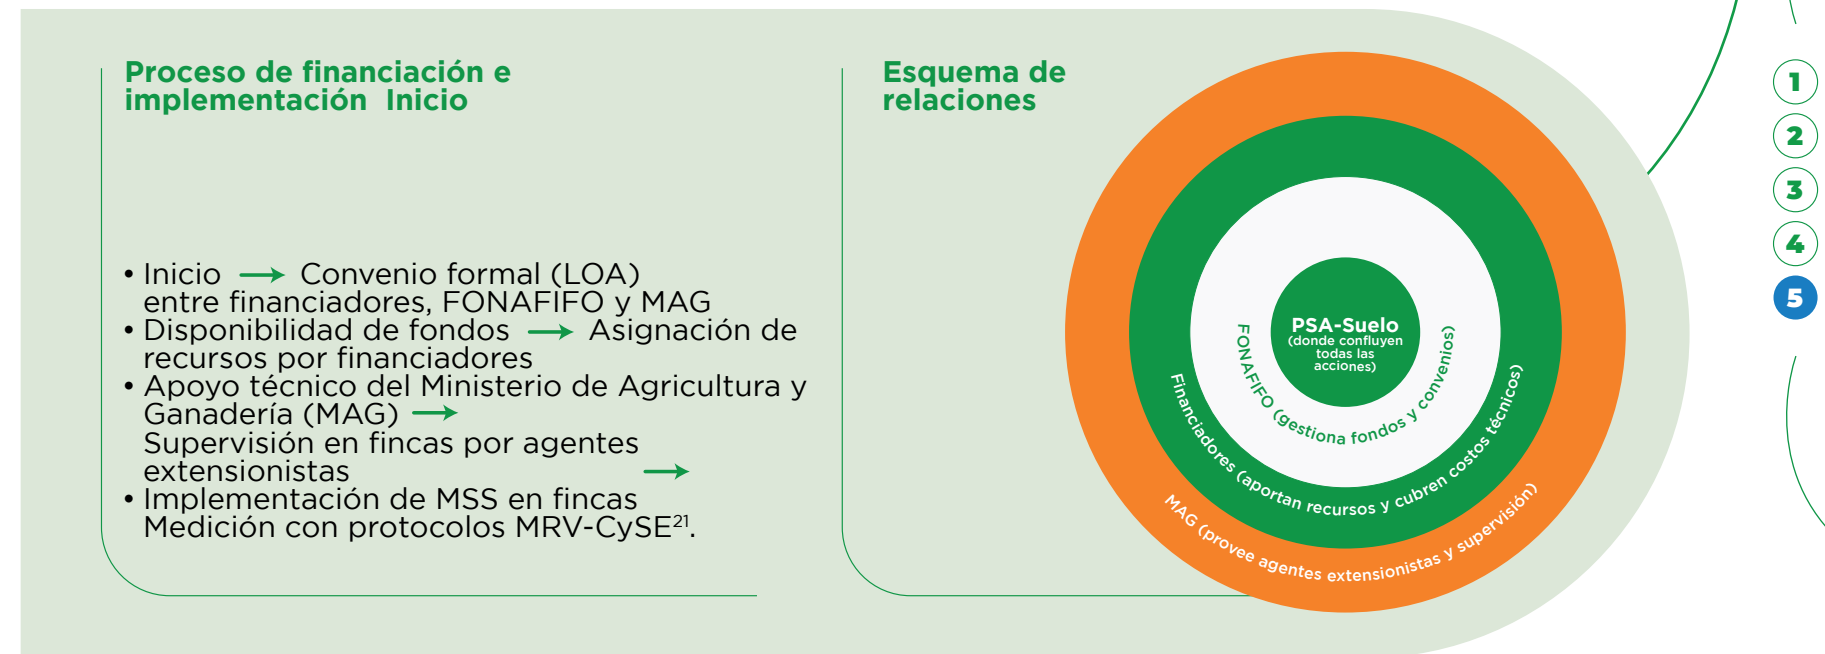 Proceso de financiación e
implementación Inicio
• Inicio → Convenio formal (LOA)
entre financiadores, FONAFIFO y MAG
• Disponibilidad de fondos → Asignación de
recursos por financiadores
• Apoyo técnico del Ministerio de Agricultura y
Ganadería (MAG) →
Supervisión en fincas por agentes
extensionistas →
• Implementación de MSS en fincas
Medición con protocolos MRV-CySE²¹.
Esquema de
relaciones
PSA-Suelo
(donde confluyen
todas las
acciones)
FONAFIFO (gestiona fondos y convenios)
Financiadores (aportan recursos y cubren costos técnicos)
MAG (provee agentes extensionistas y supervisión)
1
2
3
4
5